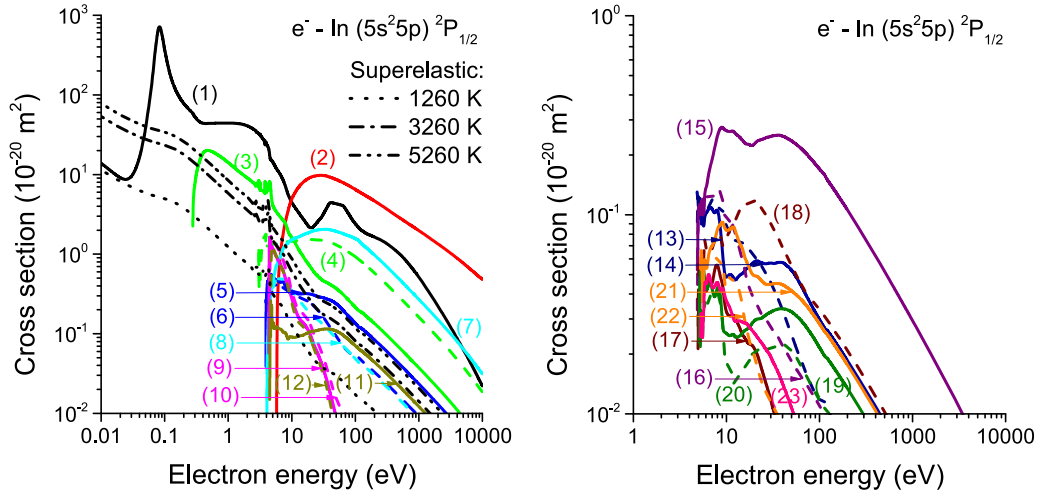 e⁻ - In (5s²5p) ²P₁/₂
Superelastic:
1260 K
3260 K
5260 K
(1)
(2)
(3)
(4)
(5)
(6)
(7)
(8)
(9)
(10)
(11)
(12)
10³
10²
10¹
10⁰
10⁻¹
10⁻²
0.01 0.1 1 10 100 1000 10000
Cross section (10⁻²⁰ m²)
Electron energy (eV)
e⁻ - In (5s²5p) ²P₁/₂
(15)
(18)
(13)
(14)
(21)
(22)
(17)
(16)
(20)
(23)
(19)
10⁰
10⁻¹
10⁻²
1 10 100 1000 10000
Cross section (10⁻²⁰ m²)
Electron energy (eV)